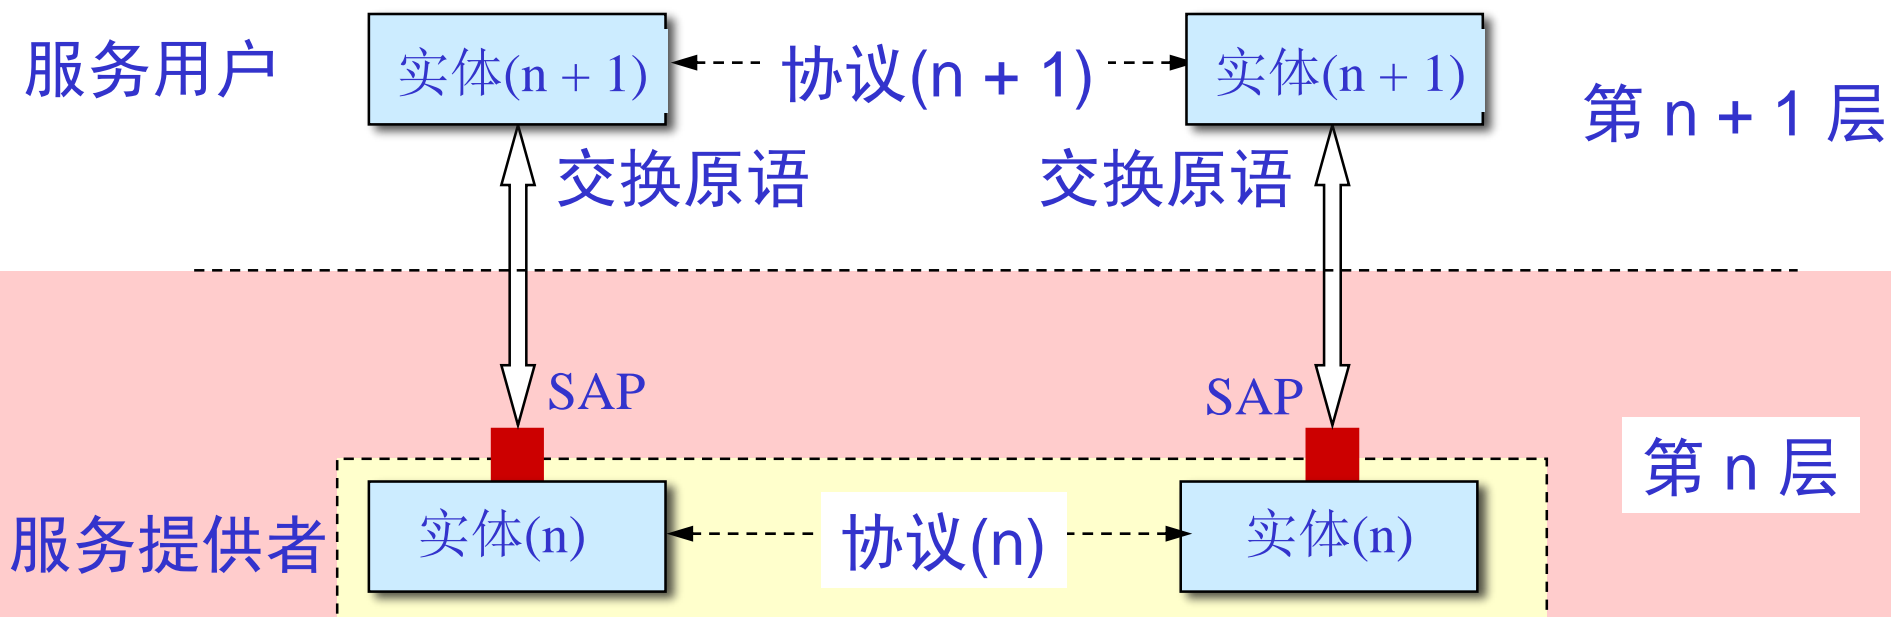 服务用户
实体(n + 1)
协议(n + 1)
实体(n + 1)
第 n + 1 层
交换原语
交换原语
SAP
SAP
第 n 层
服务提供者
实体(n)
协议(n)
实体(n)